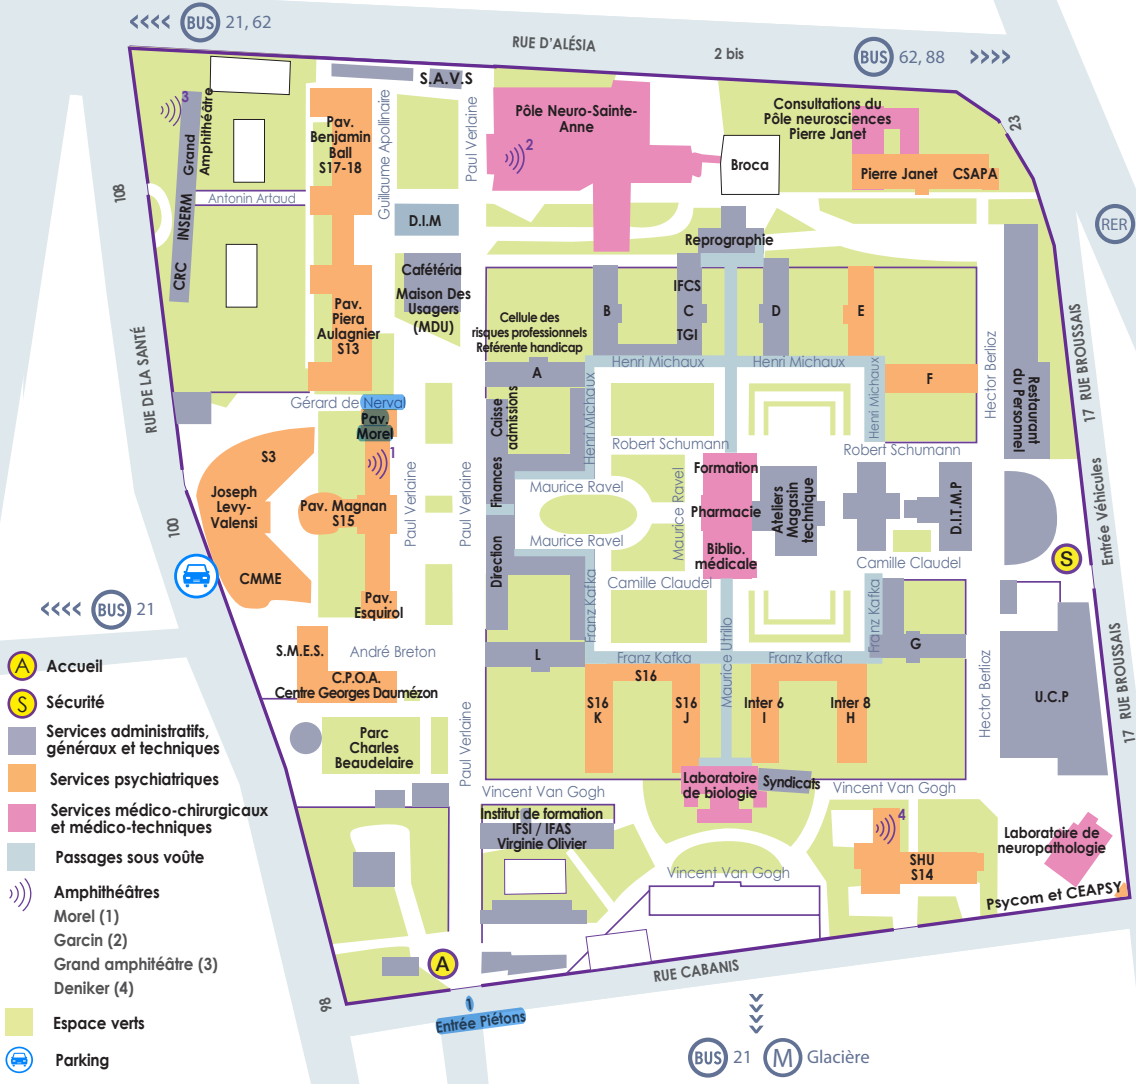 BUS 21, 62
RUE D'ALÉSIA
2 bis
BUS 62, 88
S.A.V.S
3
Grand
Amphithéâtre
INSERM
CRC
Pav.
Benjamin
Ball
S17-18
Guillaume Apollinaire
Paul Verlaine
Pôle Neuro-Sainte-
Anne
2
Broca
Consultations du
Pôle neurosciences
Pierre Janet
Pierre Janet CSAPA
23
108
Antonin Artaud
D.I.M
RER
Reprographie
Cafétéria
Maison Des
Usagers
(MDU)
Pav.
Piera
Aulagnier
S13
Cellule des
risques professionnels
Référente handicap
IFCS
B
C
TGI
D
E
F
A
Henri Michaux
Henri Michaux
Henri Michaux
Henri Michaux
Hector Berlioz
Restaurant
du Personnel
17 RUE BROUSSAIS
RUE DE LA SANTÉ
Gérard de Nerval
Pav.
Morel
1
Caisse
admissions
Finances
Robert Schumann
Robert Schumann
S3
Joseph
Levy-
Valensi
Pav. Magnan
S15
Paul Verlaine
Paul Verlaine
Maurice Ravel
Maurice Ravel
Maurice Ravel
Formation
Pharmacie
Biblio.
médicale
Ateliers
Magasin
technique
D.I.T.M.P
Entrée Véhicules
S
100
Direction
CMME
Pav.
Esquirol
Camille Claudel
Camille Claudel
Franz Kafka
Franz Kafka
BUS 21
S.M.E.S.
André Breton
L
Franz Kafka
Franz Kafka
G
C.P.O.A.
Centre Georges Daumézon
S16
S16
K
S16
J
Maurice Utrillo
Inter 6
I
Inter 8
H
Hector Berlioz
U.C.P
17 RUE BROUSSAIS
Parc
Charles
Beaudelaire
Paul Verlaine
Laboratoire
de biologie
Syndicats
Vincent Van Gogh
Vincent Van Gogh
Institut de formation
IFSI / IFAS
Virginie Olivier
4
SHU
S14
Laboratoire de
neuropathologie
Vincent Van Gogh
Psycom et CEAPSY
A
RUE CABANIS
98
1
Entrée Piétons
BUS 21 M Glacière
A Accueil
S Sécurité
Services administratifs,
généraux et techniques
Services psychiatriques
Services médico-chirurgicaux
et médico-techniques
Passages sous voûte
Amphithéâtres
Morel (1)
Garcin (2)
Grand amphitéâtre (3)
Deniker (4)
Espace verts
Parking